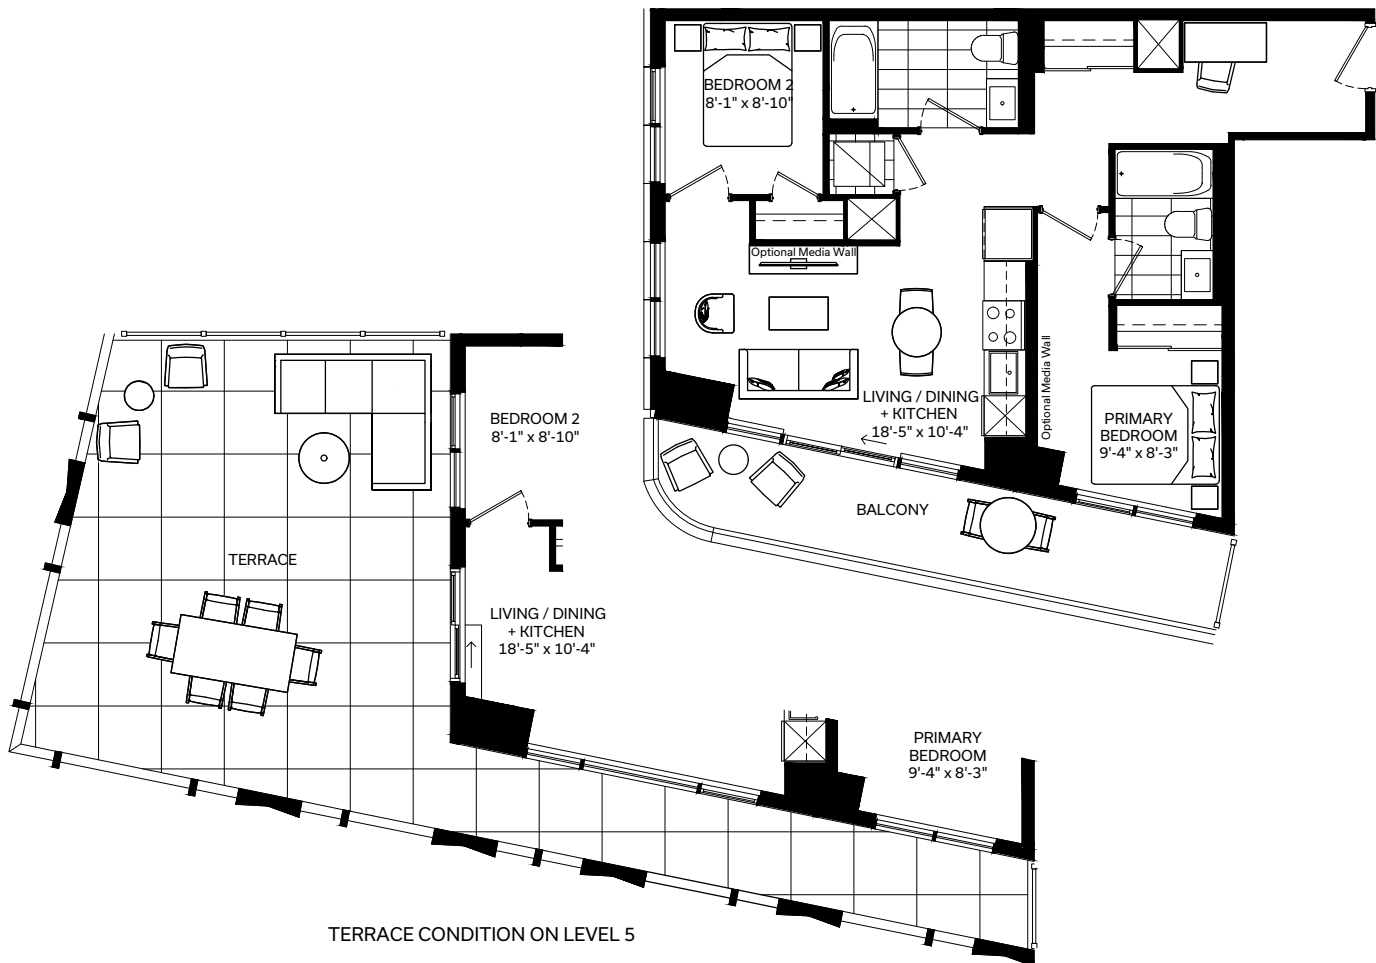 BEDROOM 2
8'-1" x 8'-10"
Optional Media Wall
Optional Media Wall
LIVING / DINING
+ KITCHEN
18'-5" x 10'-4"
PRIMARY
BEDROOM
9'-4" x 8'-3"
BALCONY
BEDROOM 2
8'-1" x 8'-10"
TERRACE
LIVING / DINING
+ KITCHEN
18'-5" x 10'-4"
PRIMARY
BEDROOM
9'-4" x 8'-3"
TERRACE CONDITION ON LEVEL 5